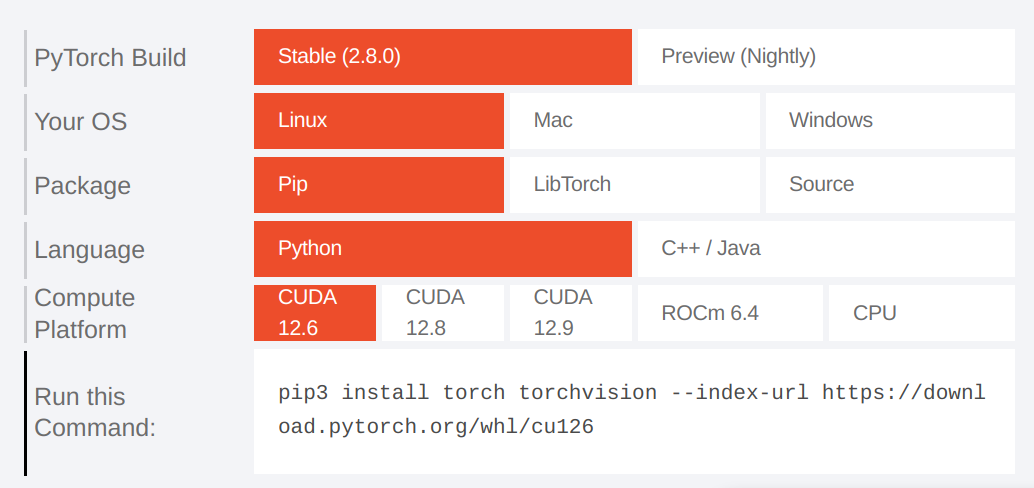 PyTorch Build
Stable (2.8.0)
Preview (Nightly)
Your OS
Linux
Mac
Windows
Package
Pip
LibTorch
Source
Language
Python
C++ / Java
Compute
Platform
CUDA
12.6
CUDA
12.8
CUDA
12.9
ROCm 6.4
CPU
Run this
Command:
pip3 install torch torchvision --index-url https://downl
oad.pytorch.org/whl/cu126